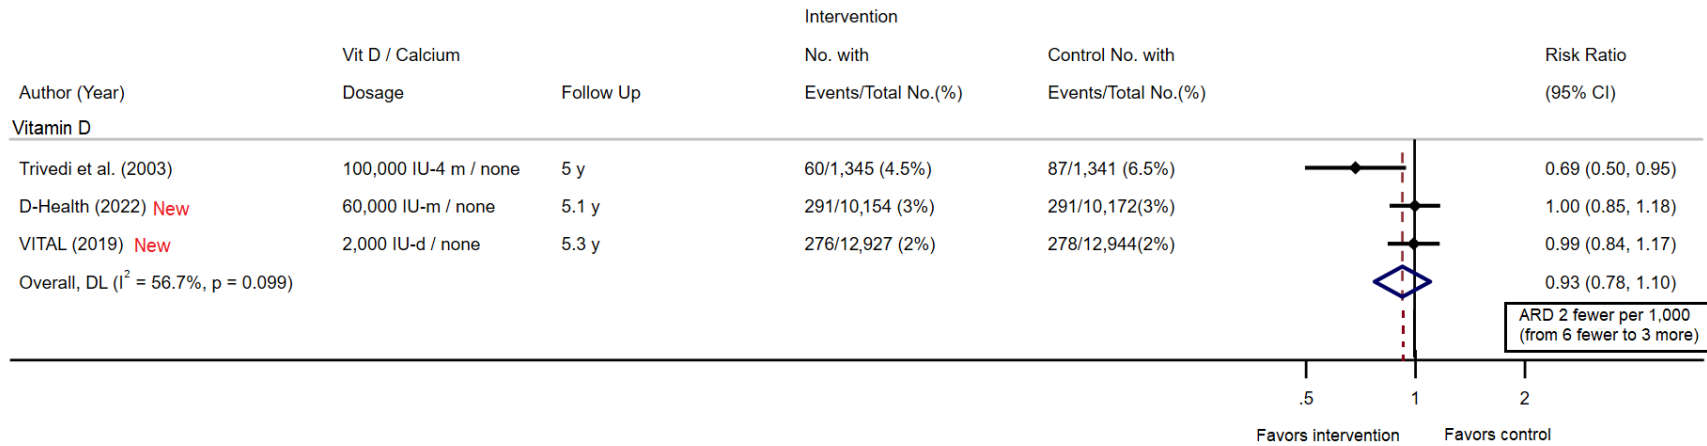 Intervention
Vit D / Calcium No. with Control No. with Risk Ratio
Author (Year) Dosage Follow Up Events/Total No.(%) Events/Total No.(%) (95% CI)
Vitamin D
Trivedi et al. (2003) 100,000 IU-4 m / none 5 y 60/1,345 (4.5%) 87/1,341 (6.5%) 0.69 (0.50, 0.95)
D-Health (2022) New 60,000 IU-m / none 5.1 y 291/10,154 (3%) 291/10,172(3%) 1.00 (0.85, 1.18)
VITAL (2019) New 2,000 IU-d / none 5.3 y 276/12,927 (2%) 278/12,944(2%) 0.99 (0.84, 1.17)
Overall, DL (I² = 56.7%, p = 0.099) 0.93 (0.78, 1.10)
ARD 2 fewer per 1,000
(from 6 fewer to 3 more)
.5 1 2
Favors intervention Favors control